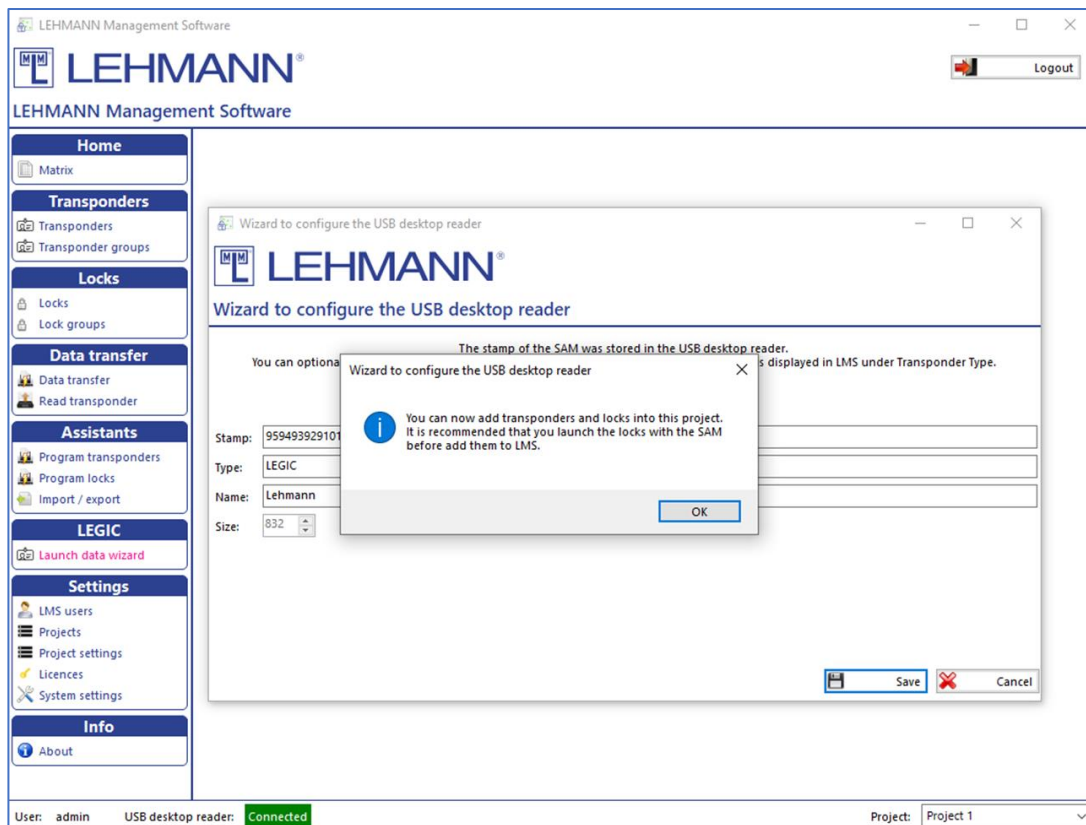 LEHMANN Management Software
MML LEHMANN®
Logout
LEHMANN Management Software
Home
Matrix
Transponders
Transponders
Transponder groups
Locks
Locks
Lock groups
Data transfer
Data transfer
Read transponder
Assistants
Program transponders
Program locks
Import / export
LEGIC
Launch data wizard
Settings
LMS users
Projects
Project settings
Licences
System settings
Info
About
Wizard to configure the USB desktop reader
MML LEHMANN®
Wizard to configure the USB desktop reader
The stamp of the SAM was stored in the USB desktop reader.
You can optiona
s displayed in LMS under Transponder Type.
Stamp: 959493929101
Type: LEGIC
Name: Lehmann
Size: 832
Save
Cancel
Wizard to configure the USB desktop reader
You can now add transponders and locks into this project.
It is recommended that you launch the locks with the SAM
before add them to LMS.
OK
User: admin USB desktop reader: Connected Project: Project 1